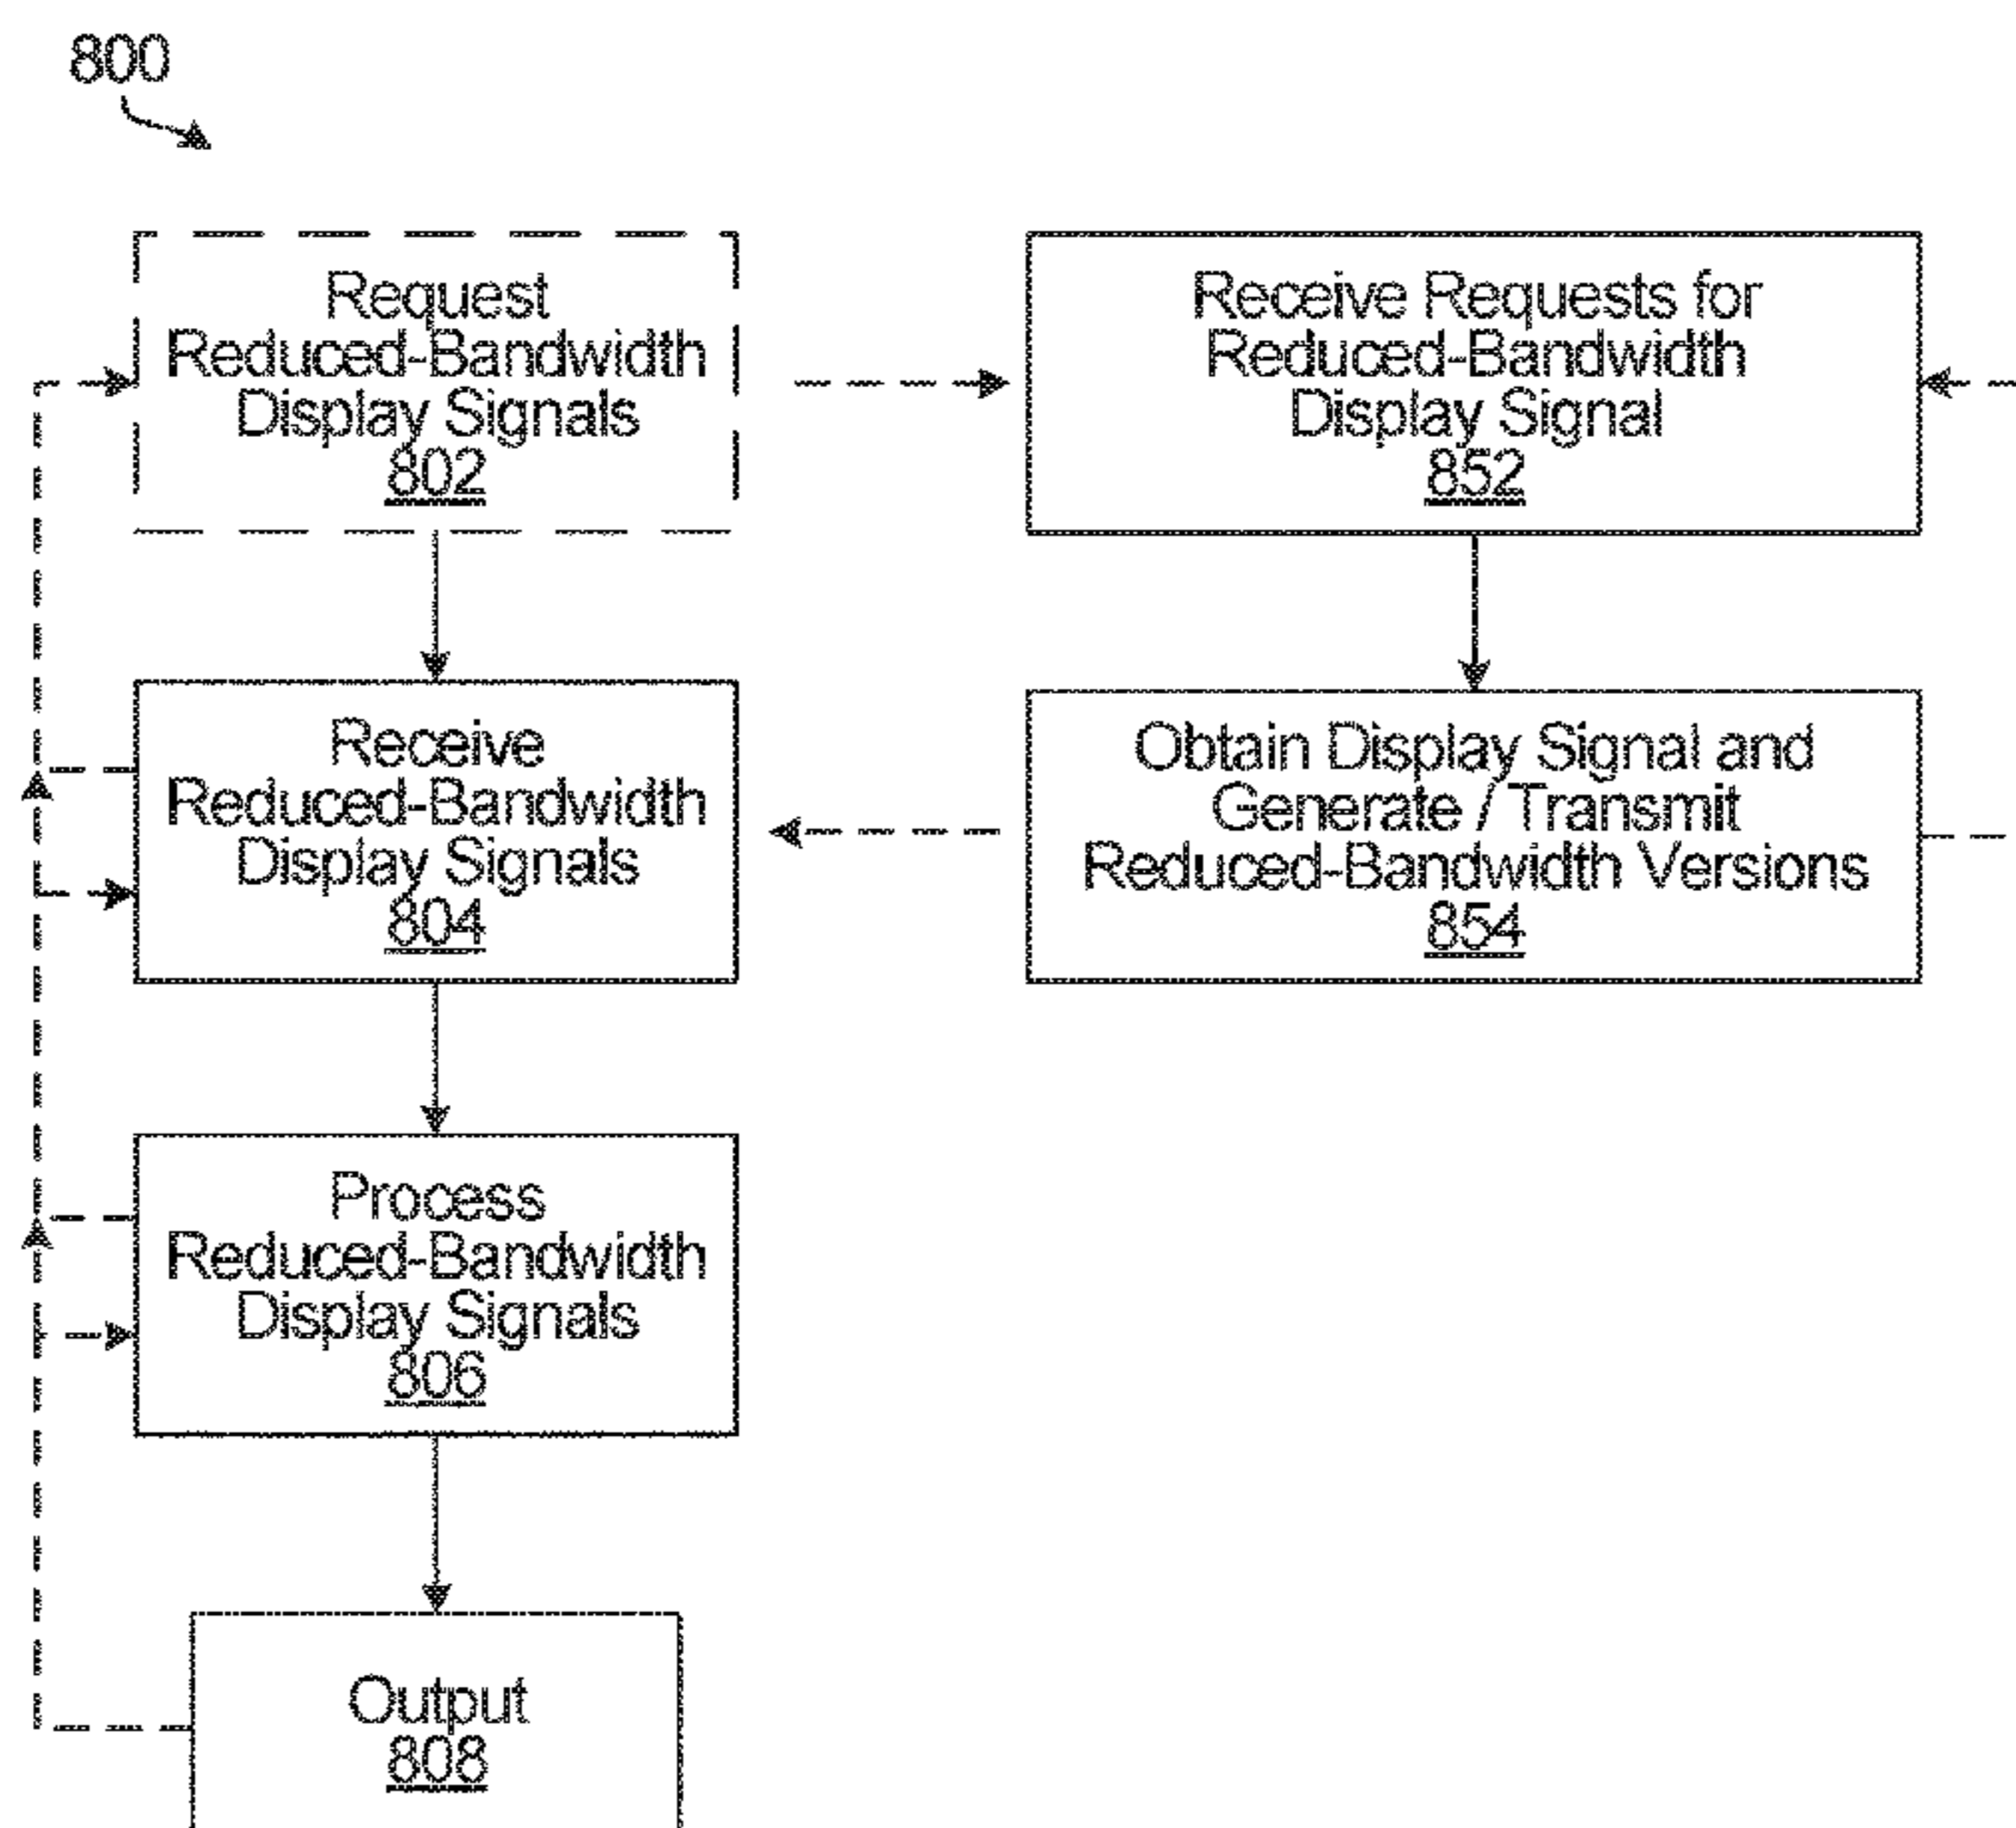 800
Request
Reduced-Bandwidth
Display Signals
802
Receive Requests for
Reduced-Bandwidth
Display Signal
852
Receive
Reduced-Bandwidth
Display Signals
804
Obtain Display Signal and
Generate / Transmit
Reduced-Bandwidth Versions
854
Process
Reduced-Bandwidth
Display Signals
806
Output
808